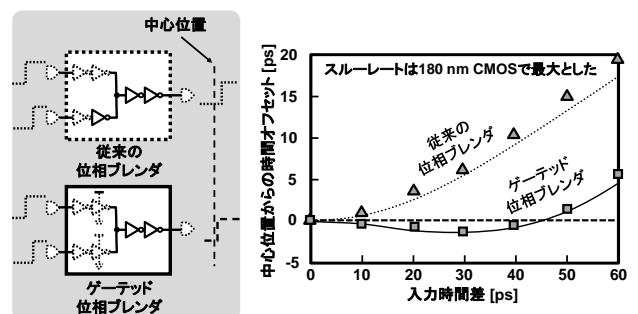 中心位置
従来の
位相ブレンダ
ゲーテッド
位相ブレンダ
中心位置からの時間オフセット [ps]
20
15
10
5
0
-5
スルーレートは180 nm CMOSで最大とした
従来の
位相ブレンダ
ゲーテッド
位相ブレンダ
0
10
20
30
40
50
60
入力時間差 [ps]